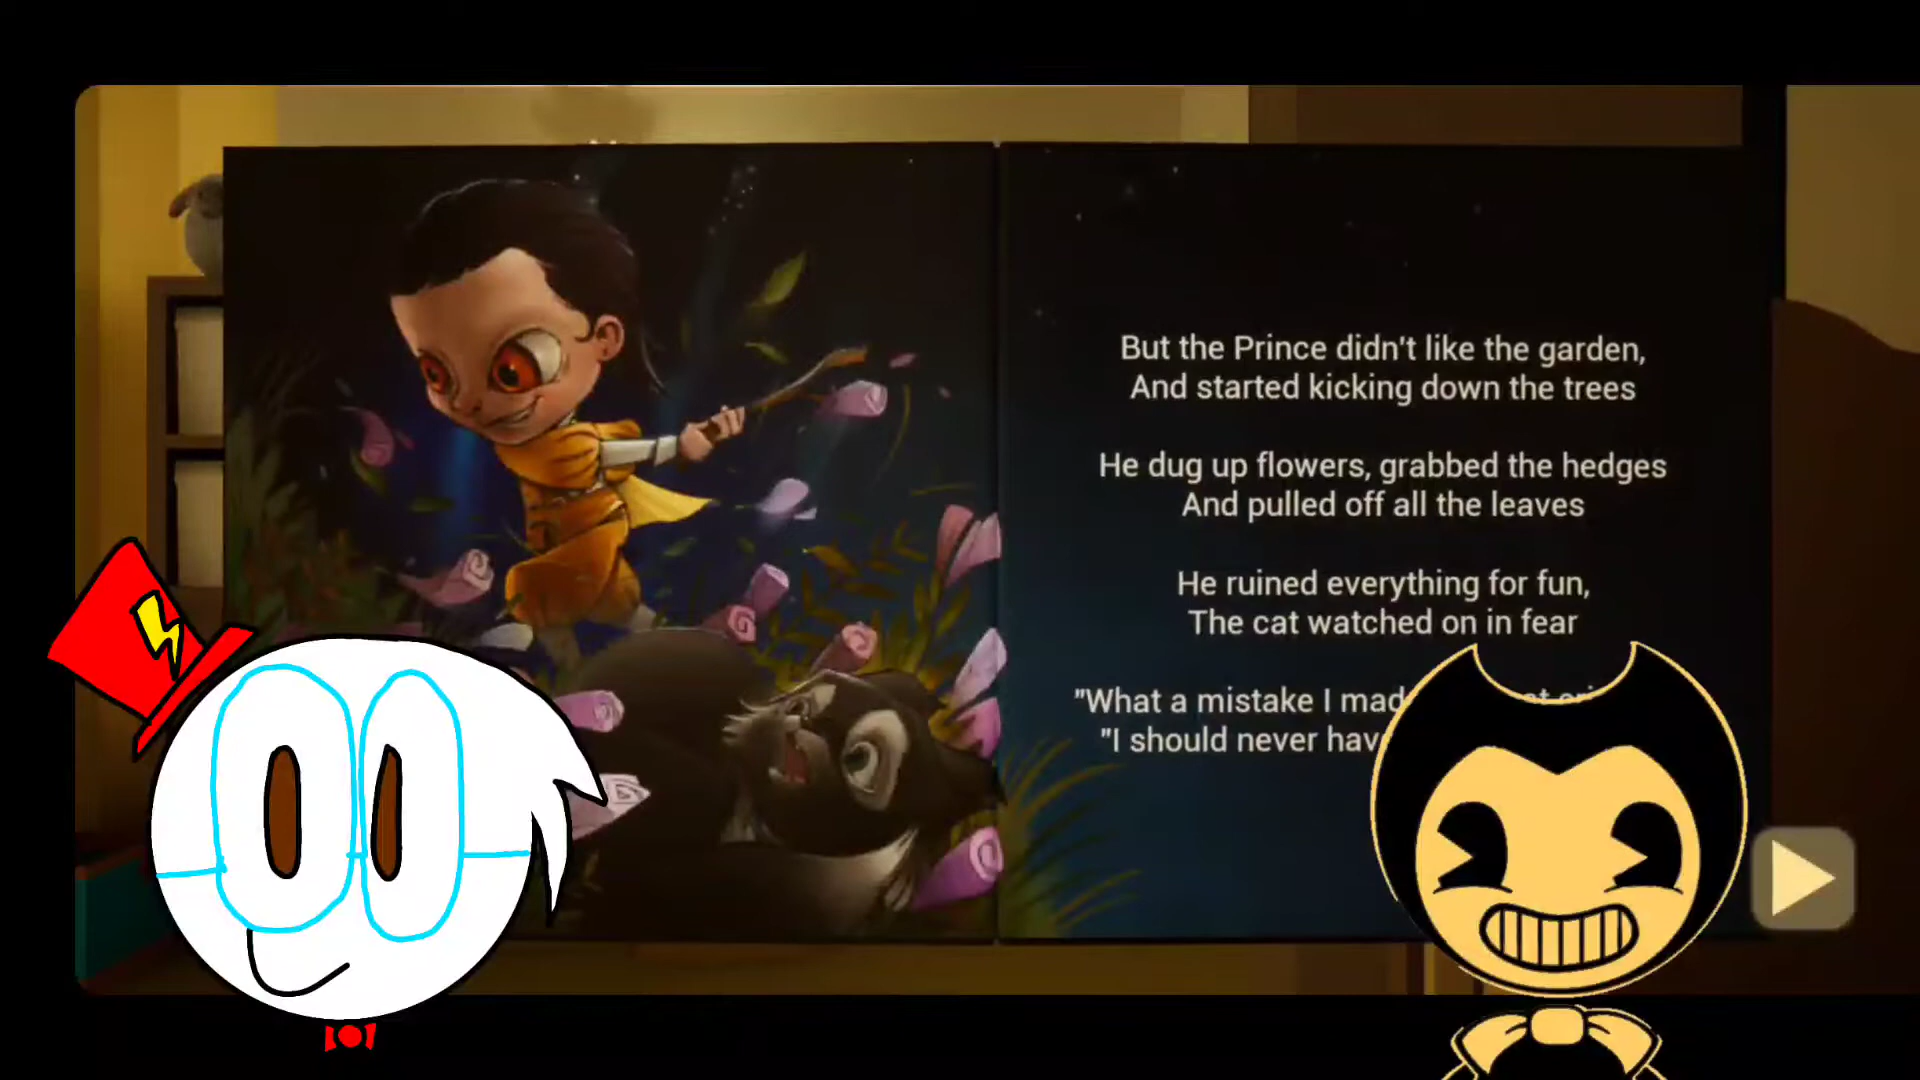 But the Prince didn't like the garden,
And started kicking down the trees
He dug up flowers, grabbed the hedges
And pulled off all the leaves
He ruined everything for fun,
The cat watched on in fear
"What a mistake I
"I should never